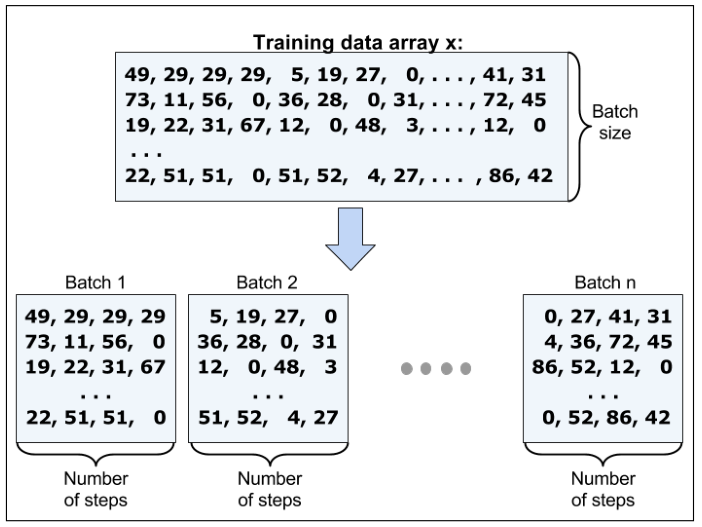 Training data array x:
49, 29, 29, 29, 5, 19, 27, 0, . . . , 41, 31
73, 11, 56, 0, 36, 28, 0, 31, . . . , 72, 45
19, 22, 31, 67, 12, 0, 48, 3, . . . , 12, 0
. . .
22, 51, 51, 0, 51, 52, 4, 27, . . . , 86, 42
Batch
size
Batch 1
49, 29, 29, 29
73, 11, 56, 0
19, 22, 31, 67
. . .
22, 51, 51, 0
Number
of steps
Batch 2
5, 19, 27, 0
36, 28, 0, 31
12, 0, 48, 3
. . .
51, 52, 4, 27
Number
of steps
Batch n
0, 27, 41, 31
4, 36, 72, 45
86, 52, 12, 0
. . .
0, 52, 86, 42
Number
of steps